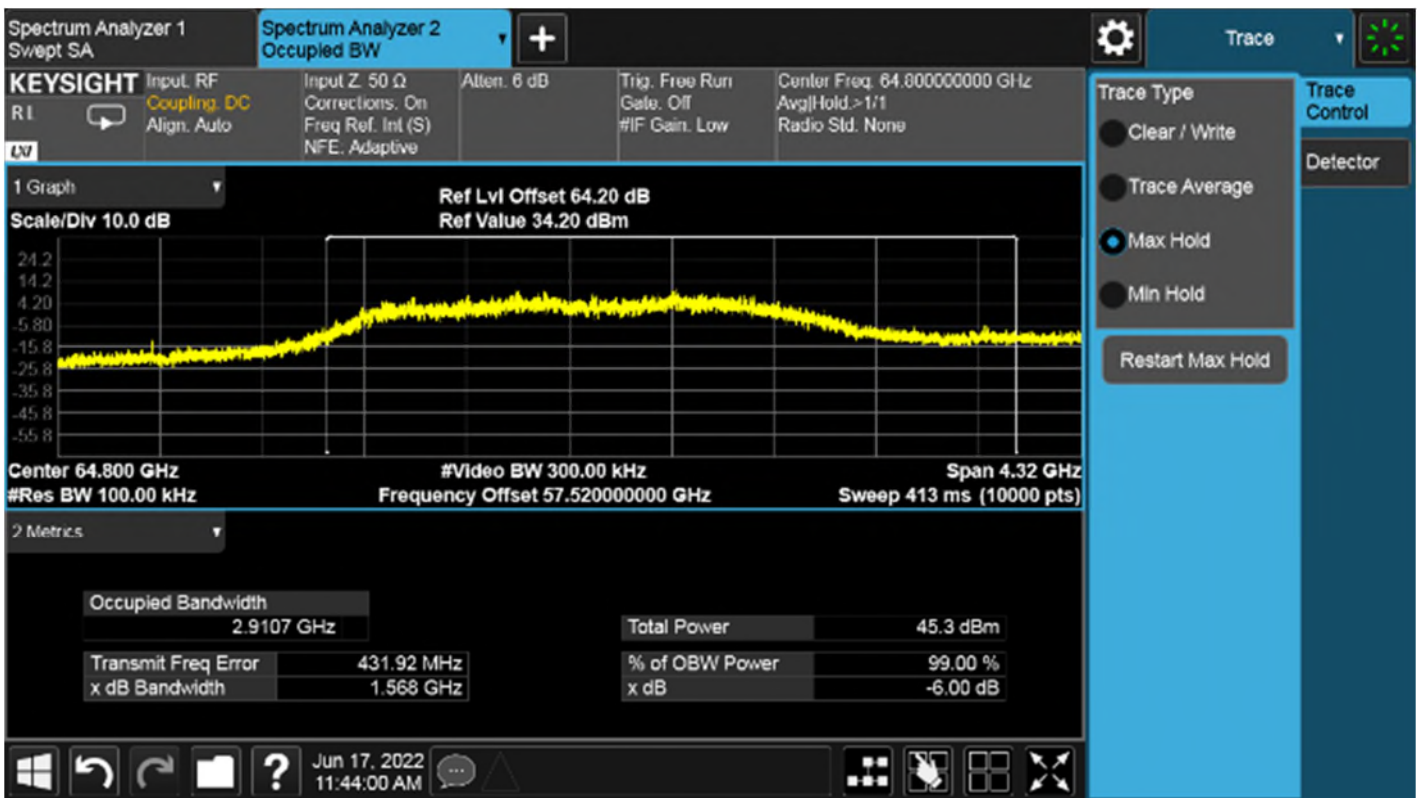 Spectrum Analyzer 1
Swept SA
Spectrum Analyzer 2
Occupied BW
Trace
KEYSIGHT
Input. RF
Coupling. DC
Align. Auto
Input Z. 50 Ω
Corrections. On
Freq Ref. Int (S)
NFE. Adaptive
Atten. 6 dB
Trig. Free Run
Gate. Off
#IF Gain. Low
Center Freq. 64.800000000 GHz
Avg|Hold.>1/1
Radio Std. None
1 Graph
Scale/Div 10.0 dB
Ref Lvl Offset 64.20 dB
Ref Value 34.20 dBm
24.2
14.2
4.20
-5.80
-15.8
-25.8
-35.8
-45.8
-55.8
Center 64.800 GHz
#Res BW 100.00 kHz
#Video BW 300.00 kHz
Frequency Offset 57.520000000 GHz
Span 4.32 GHz
Sweep 413 ms (10000 pts)
2 Metrics
Occupied Bandwidth
2.9107 GHz
Transmit Freq Error 431.92 MHz
x dB Bandwidth 1.568 GHz
Total Power 45.3 dBm
% of OBW Power 99.00 %
x dB -6.00 dB
Trace Type
Clear / Write
Trace Average
Max Hold
Min Hold
Restart Max Hold
Trace
Control
Detector
?
Jun 17, 2022
11:44:00 AM